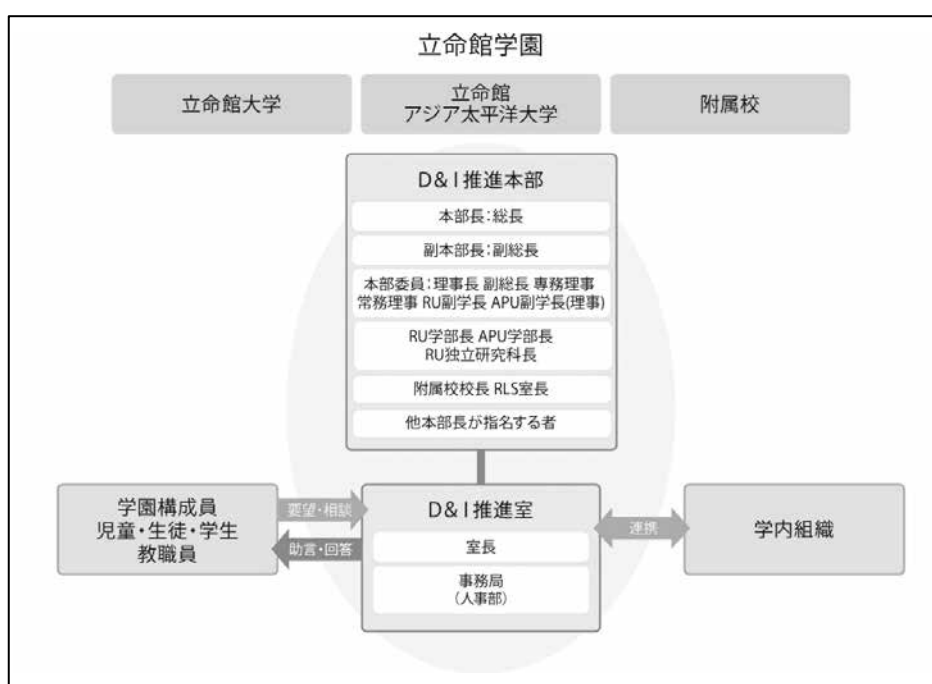 立命館学園
立命館大学
立命館
アジア太平洋大学
附属校
D&I推進本部
本部長:総長
副本部長:副総長
本部委員:理事長 副総長 専務理事
常務理事 RU副学長 APU副学長(理事)
RU学部長 APU学部長
RU独立研究科長
附属校校長 RLS室長
他本部長が指名する者
学園構成員
児童・生徒・学生
教職員
要望・相談
助言・回答
D&I推進室
室長
事務局
(人事部)
連携
学内組織